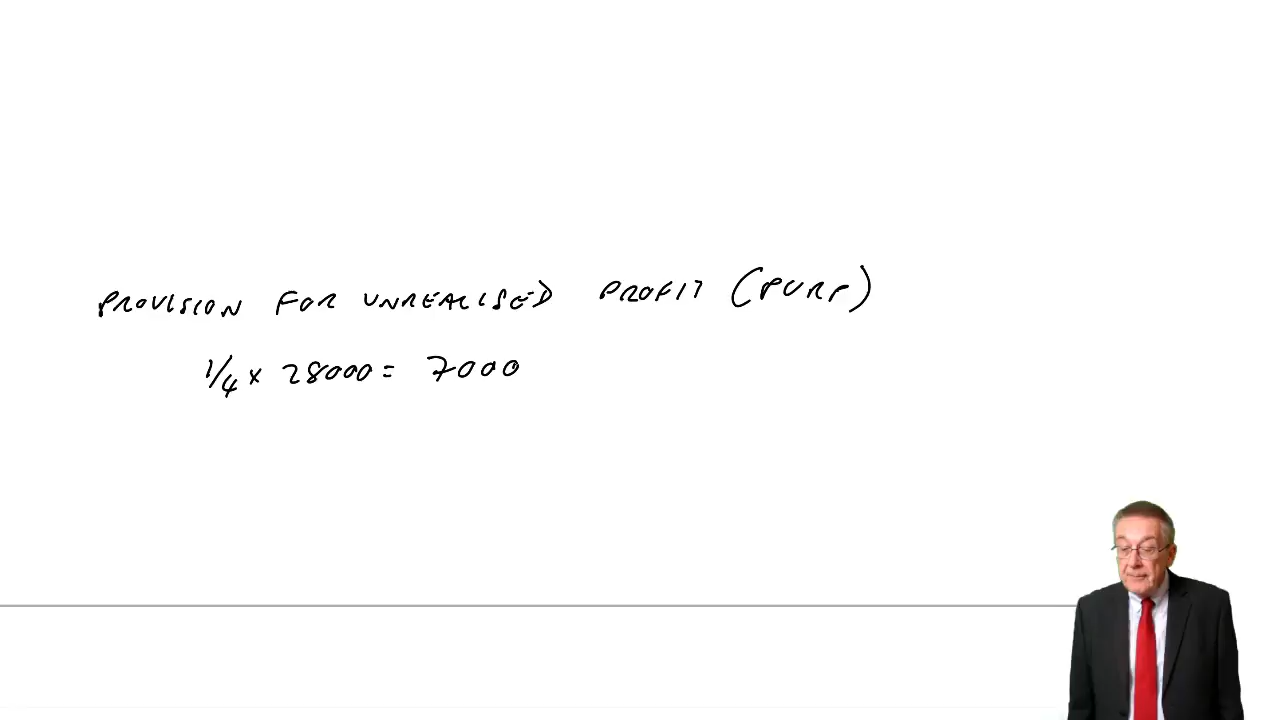 PROVISION FOR UNREALISED PROFIT (PURP)
1/4 × 28000 = 7000